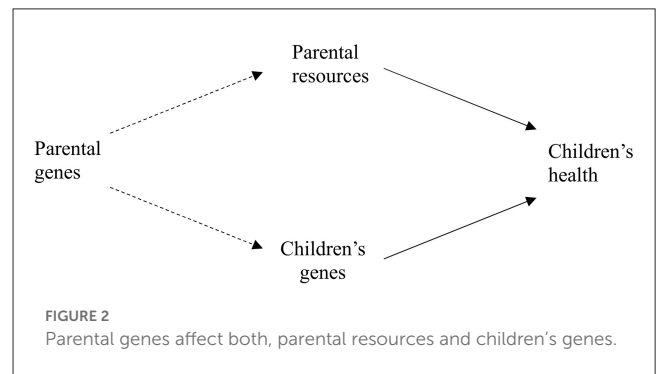 Parental
resources
Parental
genes
Children's
health
Children's
genes
FIGURE 2
Parental genes affect both, parental resources and children's genes.